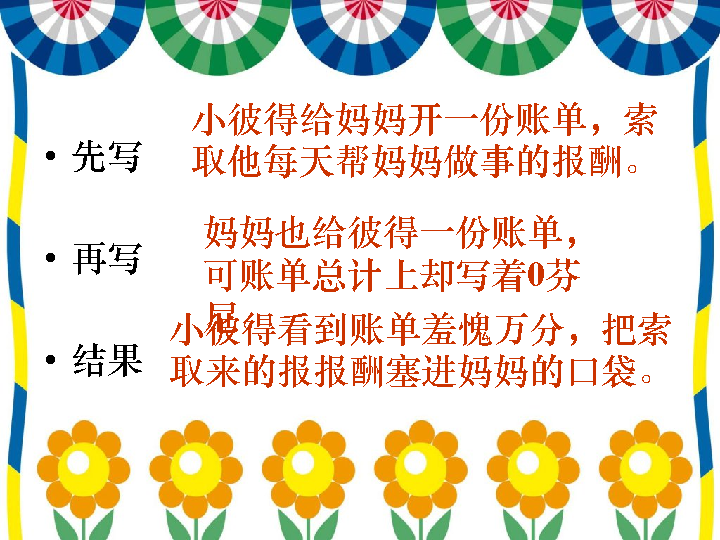 • 先写
小彼得给妈妈开一份账单，索
取他每天帮妈妈做事的报酬。
• 再写
妈妈也给彼得一份账单，
可账单总计上却写着0芬
尼
• 结果
小彼得看到账单羞愧万分，把索
取来的报报酬塞进妈妈的口袋。